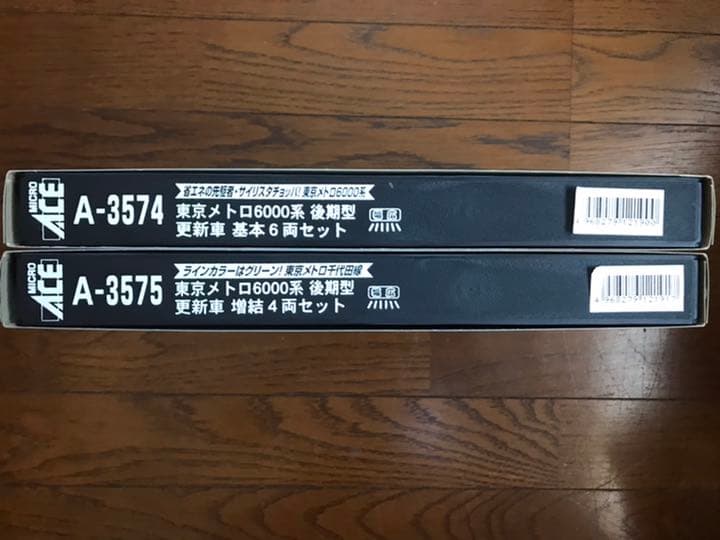 MICRO ACE
A-3574
省エネの先駆者・サイリスタチョッパ!東京メトロ6000系
東京メトロ6000系 後期型
更新車 基本6両セット
4968279121900
MICRO ACE
A-3575
ラインカラーはグリーン!東京メトロ千代田線
東京メトロ6000系 後期型
更新車 増結4両セット
4968279121917